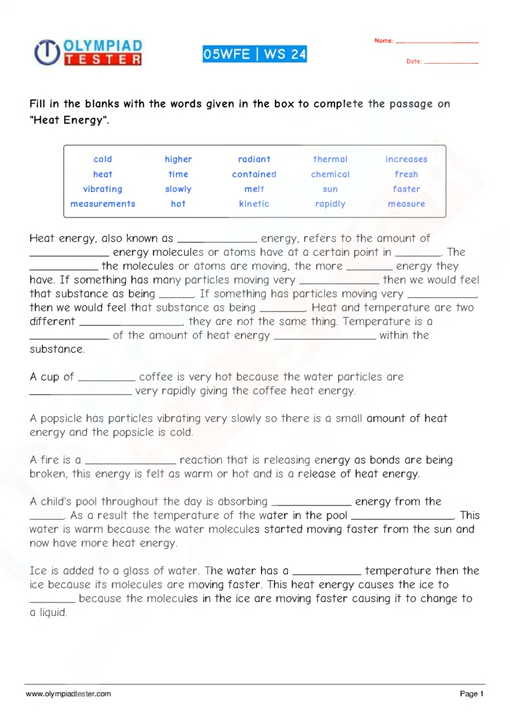 OLYMPIAD
TESTER
05WFE | WS 24
Name: ____________
Date: ____________
Fill in the blanks with the words given in the box to complete the passage on
"Heat Energy".
cold higher radiant thermal increases
heat time contained chemical fresh
vibrating slowly melt sun faster
measurements hot kinetic rapidly measure
Heat energy, also known as ____________ energy, refers to the amount of
____________ energy molecules or atoms have at a certain point in _______. The
____________ the molecules or atoms are moving, the more _______ energy they
have. If something has many particles moving very ____________ then we would feel
that substance as being ______. If something has particles moving very ____________,
then we would feel that substance as being _______. Heat and temperature are two
different ________________, they are not the same thing. Temperature is a
____________ of the amount of heat energy ________________ within the
substance.
A cup of _________ coffee is very hot because the water particles are
________________ very rapidly giving the coffee heat energy.
A popsicle has particles vibrating very slowly so there is a small amount of heat
energy and the popsicle is cold.
A fire is a ______________ reaction that is releasing energy as bonds are being
broken, this energy is felt as warm or hot and is a release of heat energy.
A child's pool throughout the day is absorbing ____________ energy from the
_____. As a result the temperature of the water in the pool ________________. This
water is warm because the water molecules started moving faster from the sun and
now have more heat energy.
Ice is added to a glass of water. The water has a ___________ temperature then the
ice because its molecules are moving faster. This heat energy causes the ice to
_______ because the molecules in the ice are moving faster causing it to change to
a liquid.
www.olympiadtester.com Page 1